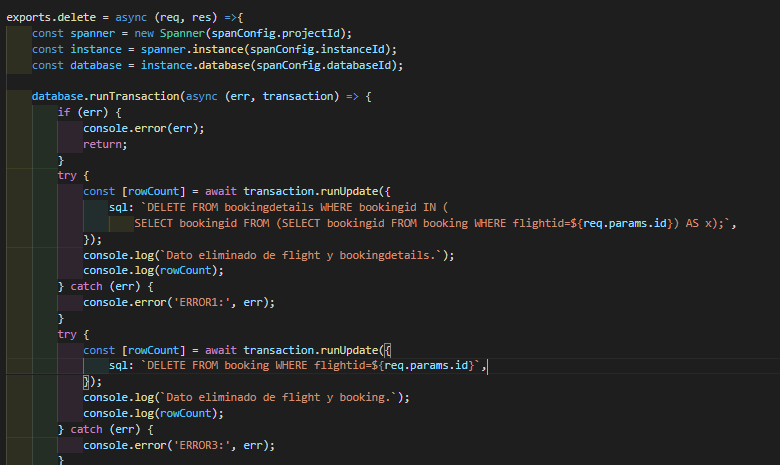 exports.delete = async (req, res) =>{
const spanner = new Spanner(spanConfig.projectId);
const instance = spanner.instance(spanConfig.instanceId);
const database = instance.database(spanConfig.databaseId);
database.runTransaction(async (err, transaction) => {
if (err) {
console.error(err);
return;
}
try {
const [rowCount] = await transaction.runUpdate({
sql: `DELETE FROM bookingdetails WHERE bookingid IN (
SELECT bookingid FROM (SELECT bookingid FROM booking WHERE flightid=${req.params.id}) AS x);`,
});
console.log(`Dato eliminado de flight y bookingdetails.`);
console.log(rowCount);
} catch (err) {
console.error('ERROR1:', err);
}
try {
const [rowCount] = await transaction.runUpdate({
sql: `DELETE FROM booking WHERE flightid=${req.params.id}`,
});
console.log(`Dato eliminado de flight y booking.`);
console.log(rowCount);
} catch (err) {
console.error('ERROR3:', err);
}